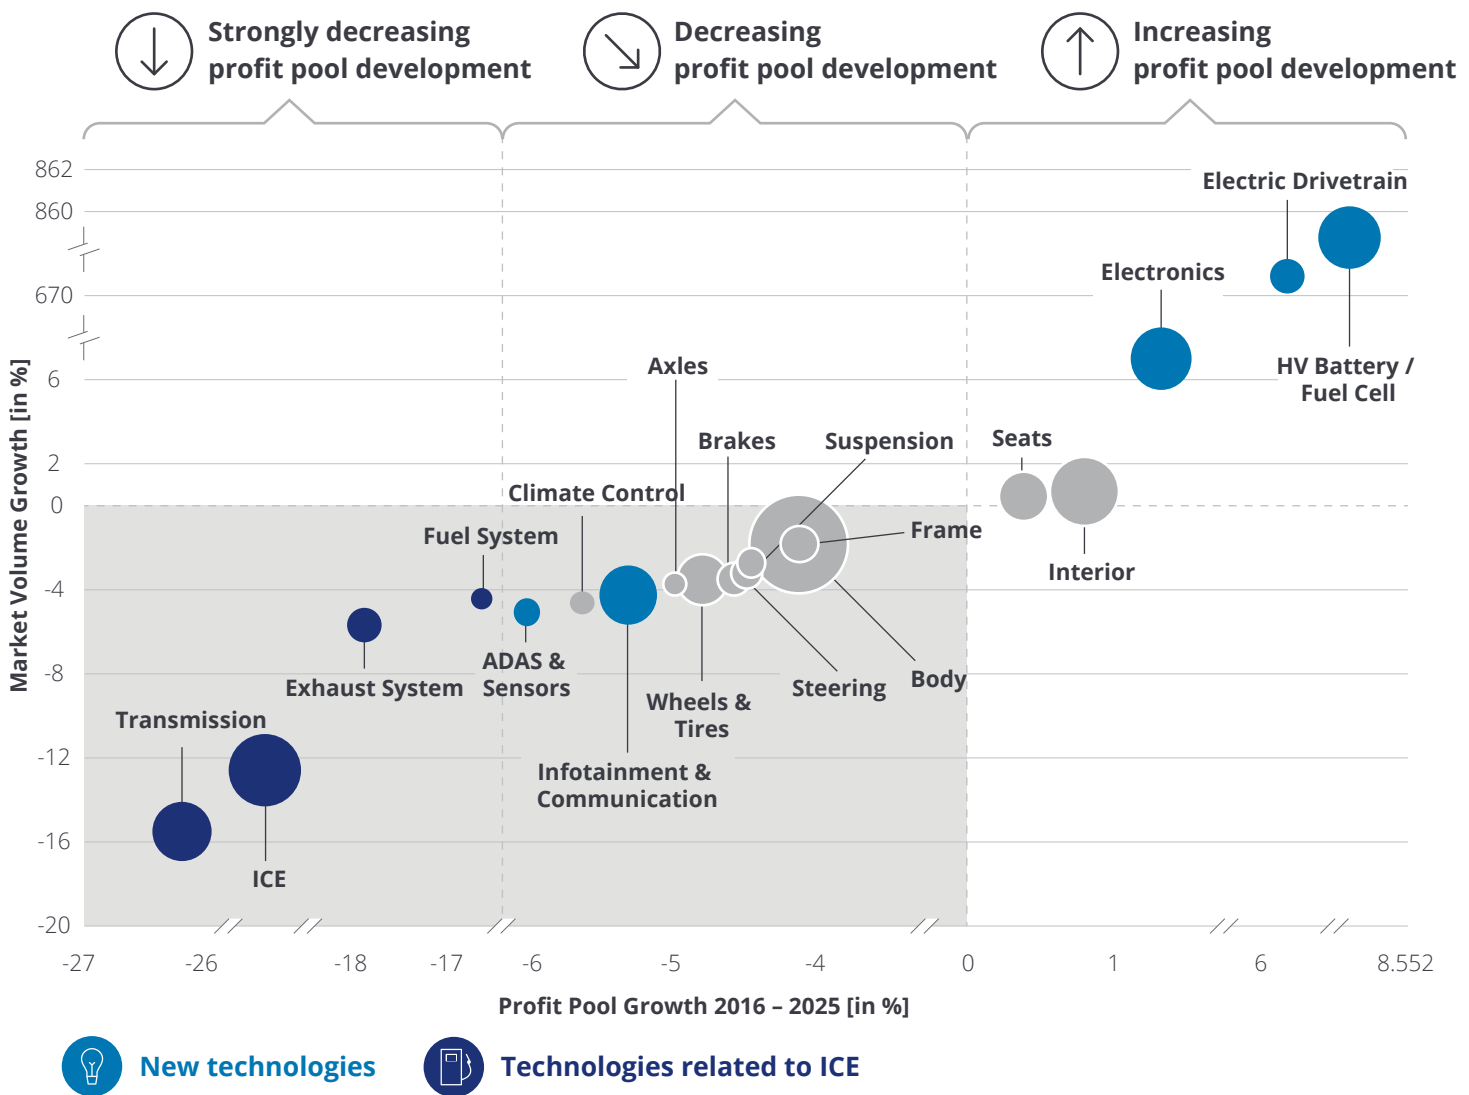 Strongly decreasing
profit pool development
Decreasing
profit pool development
Increasing
profit pool development
862
860
670
6
2
0
-4
-8
-12
-16
-20
Market Volume Growth [in %]
Electric Drivetrain
Electronics
HV Battery /
Fuel Cell
Axles
Brakes
Suspension
Seats
Climate Control
Fuel System
Frame
Interior
ADAS &
Sensors
Exhaust System
Wheels &
Tires
Steering
Body
Transmission
Infotainment &
Communication
ICE
-27
-26
-18
-17
-6
-5
-4
0
1
6
8.552
Profit Pool Growth 2016 – 2025 [in %]
New technologies
Technologies related to ICE